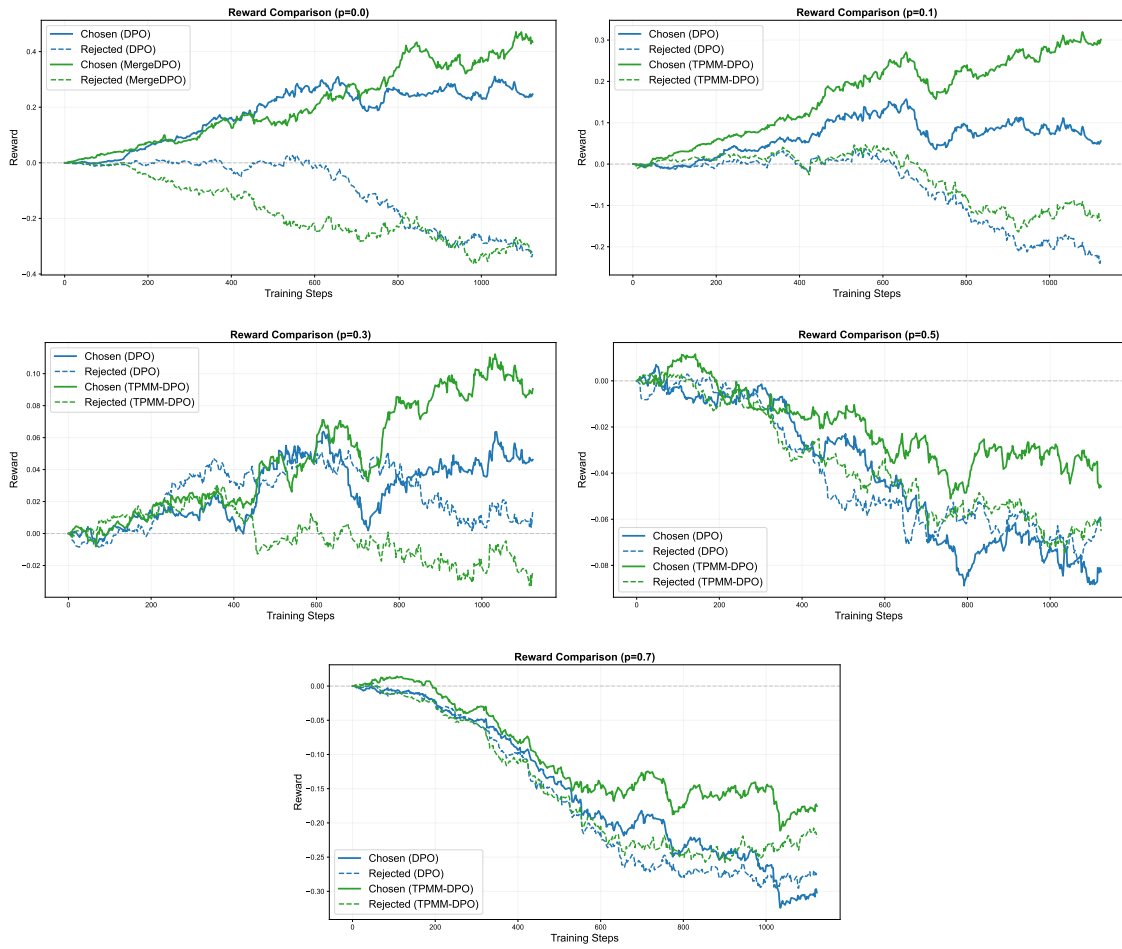 Reward Comparison (p=0.0)
Chosen (DPO)
Rejected (DPO)
Chosen (MergeDPO)
Rejected (MergeDPO)
0.4
0.2
0.0
−0.2
−0.4
Reward
0
200
400
600
800
1000
Training Steps
Reward Comparison (p=0.1)
Chosen (DPO)
Rejected (DPO)
Chosen (TPMM-DPO)
Rejected (TPMM-DPO)
0.3
0.2
0.1
0.0
−0.1
−0.2
Reward
0
200
400
600
800
1000
Training Steps
Reward Comparison (p=0.3)
Chosen (DPO)
Rejected (DPO)
Chosen (TPMM-DPO)
Rejected (TPMM-DPO)
0.10
0.08
0.06
0.04
0.02
0.00
−0.02
Reward
0
200
400
600
800
1000
Training Steps
Reward Comparison (p=0.5)
0.00
−0.02
−0.04
−0.06
−0.08
Reward
Chosen (DPO)
Rejected (DPO)
Chosen (TPMM-DPO)
Rejected (TPMM-DPO)
0
200
400
600
800
1000
Training Steps
Reward Comparison (p=0.7)
0.00
−0.05
−0.10
−0.15
−0.20
−0.25
−0.30
Reward
Chosen (DPO)
Rejected (DPO)
Chosen (TPMM-DPO)
Rejected (TPMM-DPO)
0
200
400
600
800
1000
Training Steps